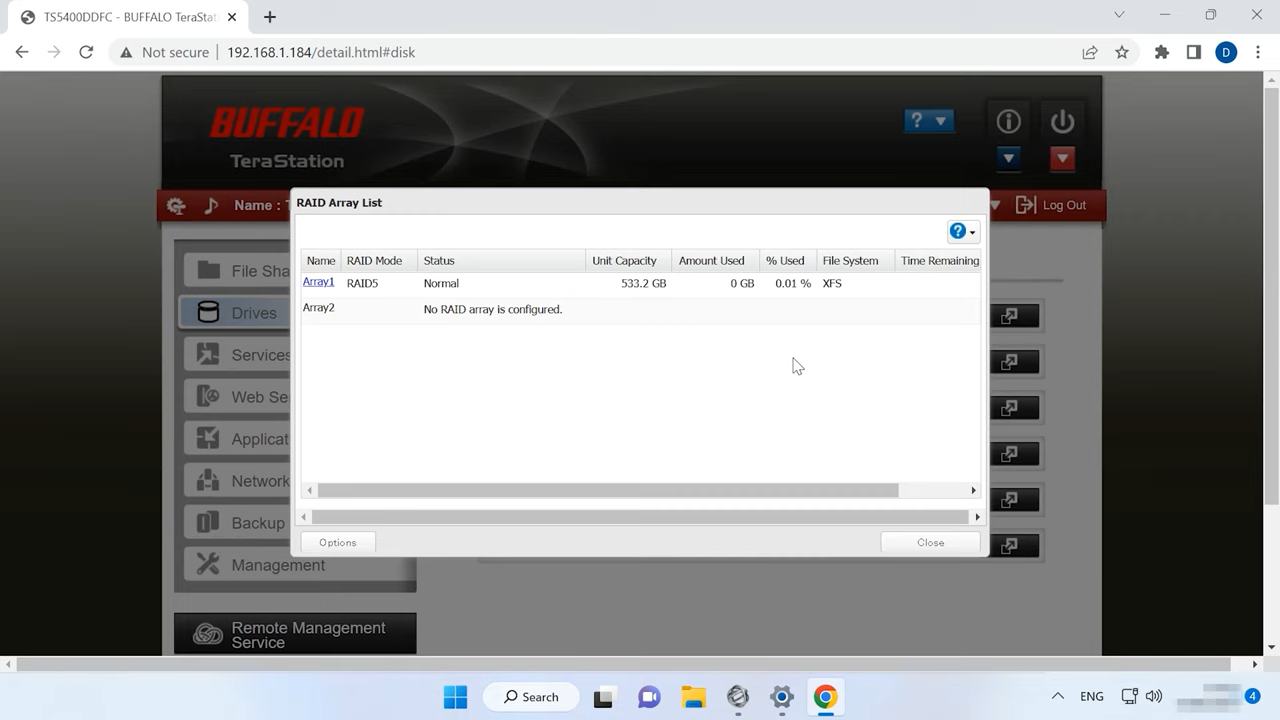 TS5400DDFC - BUFFALO TeraStat
Not secure 192.168.1.184/detail.html#disk D
BUFFALO
TeraStation
?
Name :
Log Out
RAID Array List
?
Name RAID Mode Status Unit Capacity Amount Used % Used File System Time Remaining
Array1 RAID5 Normal 533.2 GB 0 GB 0.01 % XFS
Array2 No RAID array is configured.
File Sha
Drives
Services
Web Se
Applicat
Network
Backup
Management
Options Close
Remote Management
Service
Search
ENG
4